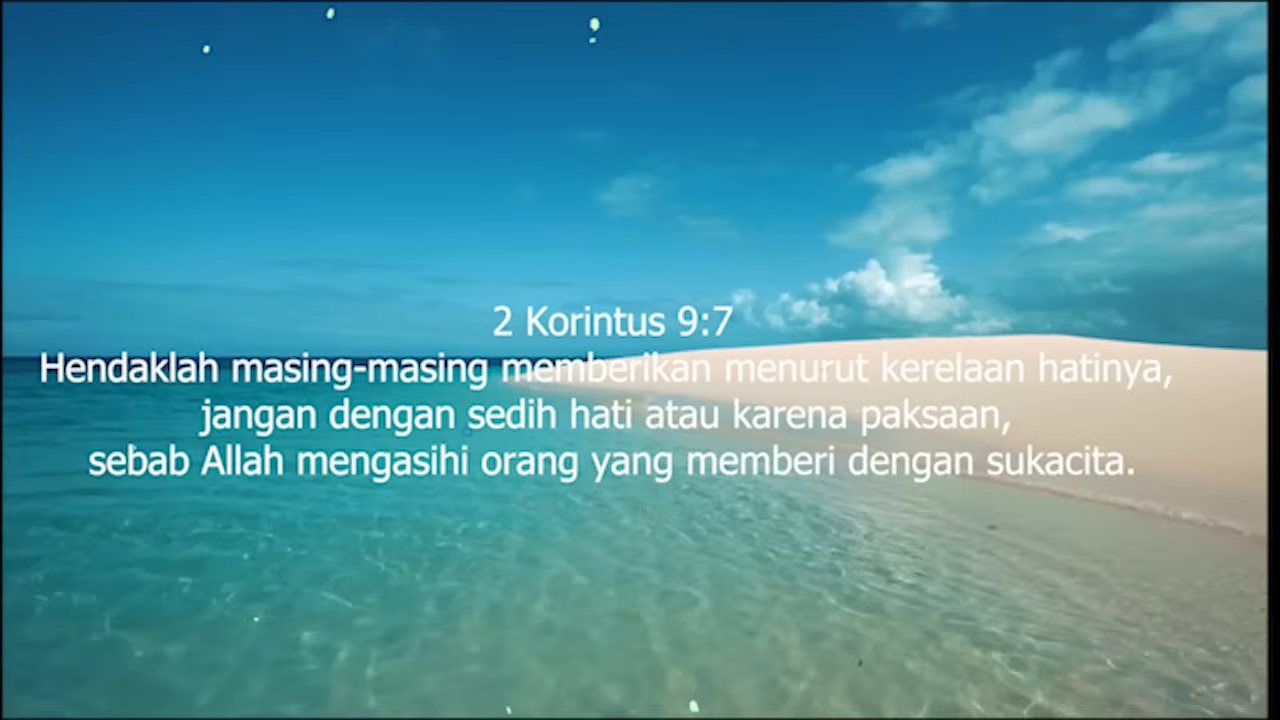 2 Korintus 9:7
Hendaklah masing-masing memberikan menurut kerelaan hatinya,
jangan dengan sedih hati atau karena paksaan,
sebab Allah mengasihi orang yang memberi dengan sukacita.